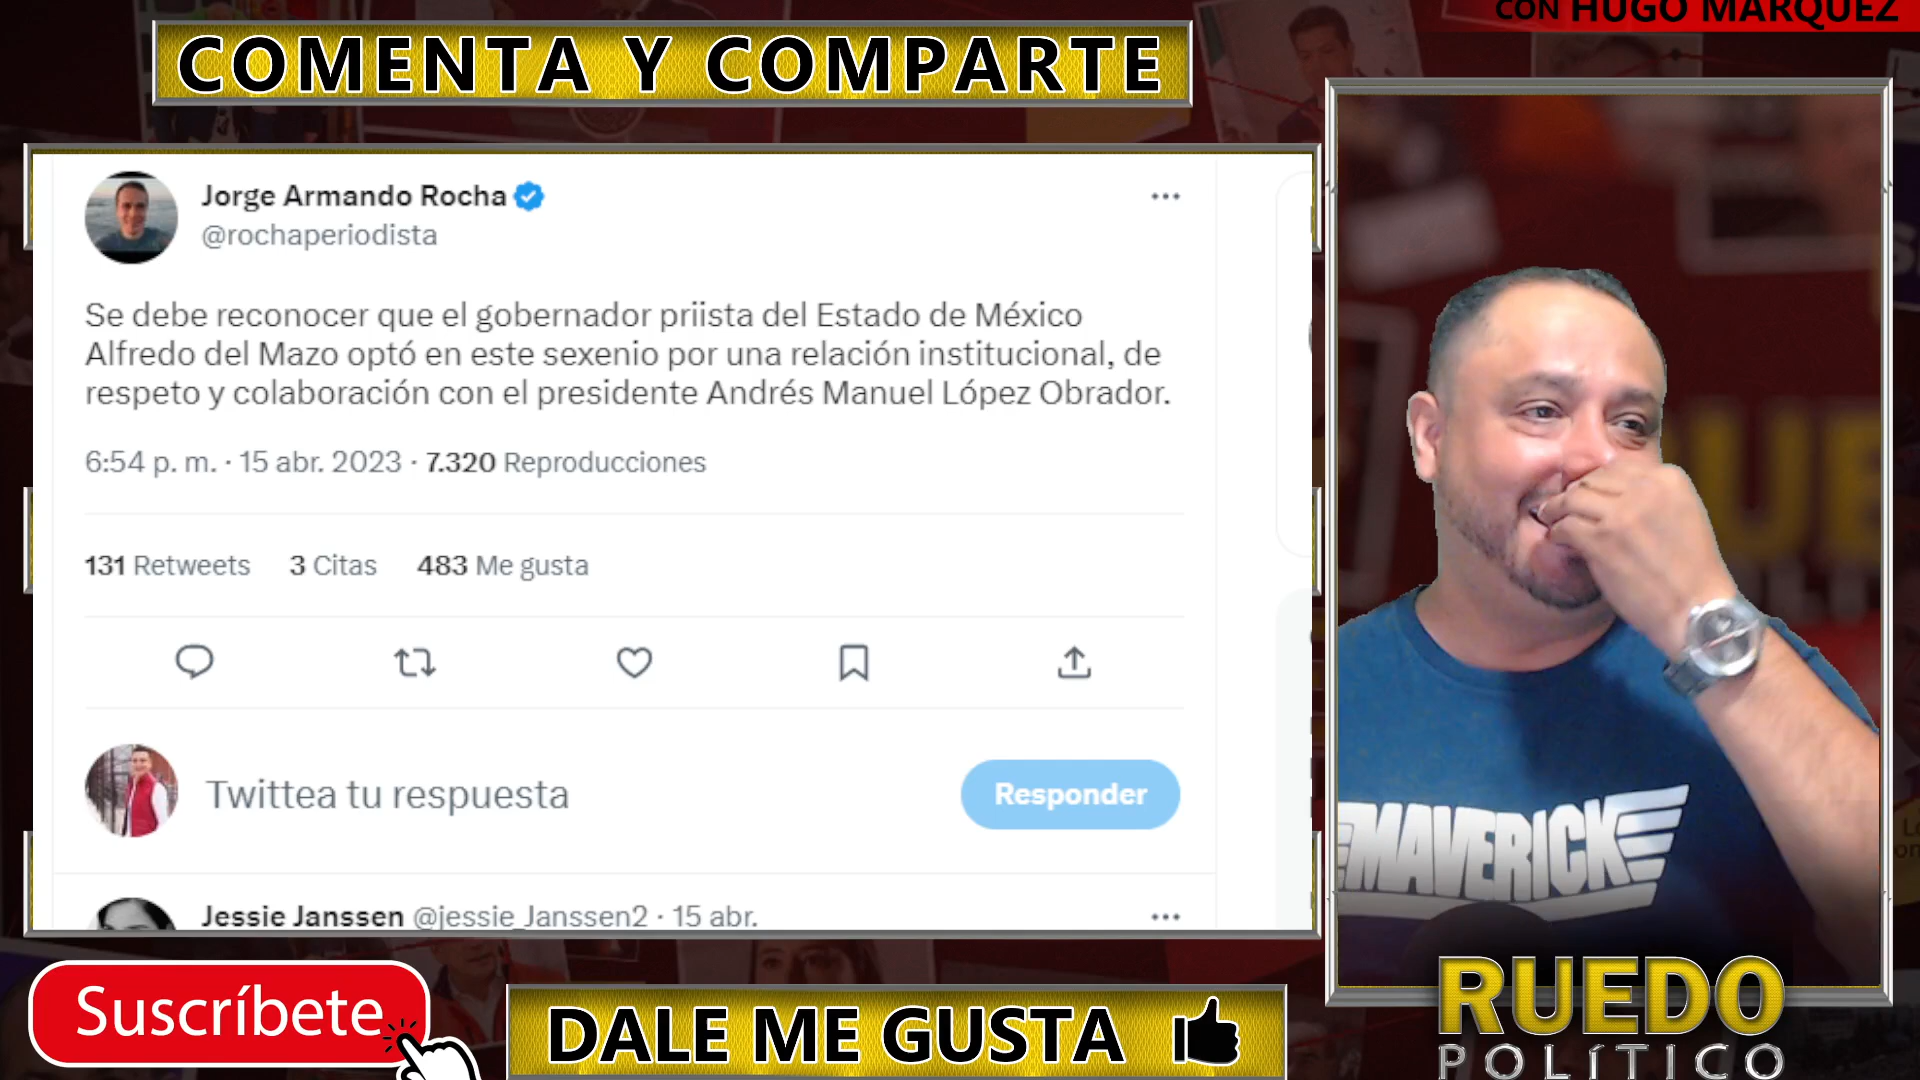 CON HUGO MÁRQUEZ
COMENTA Y COMPARTE
Jorge Armando Rocha
@rochaperiodista
Se debe reconocer que el gobernador priista del Estado de México
Alfredo del Mazo optó en este sexenio por una relación institucional, de
respeto y colaboración con el presidente Andrés Manuel López Obrador.
6:54 p. m. · 15 abr. 2023 · 7.320 Reproducciones
131 Retweets 3 Citas 483 Me gusta
Twittea tu respuesta
Responder
Jessie Janssen @jessie_Janssen2 · 15 abr.
MAVERICK
Suscríbete
DALE ME GUSTA
RUEDO
POLÍTICO